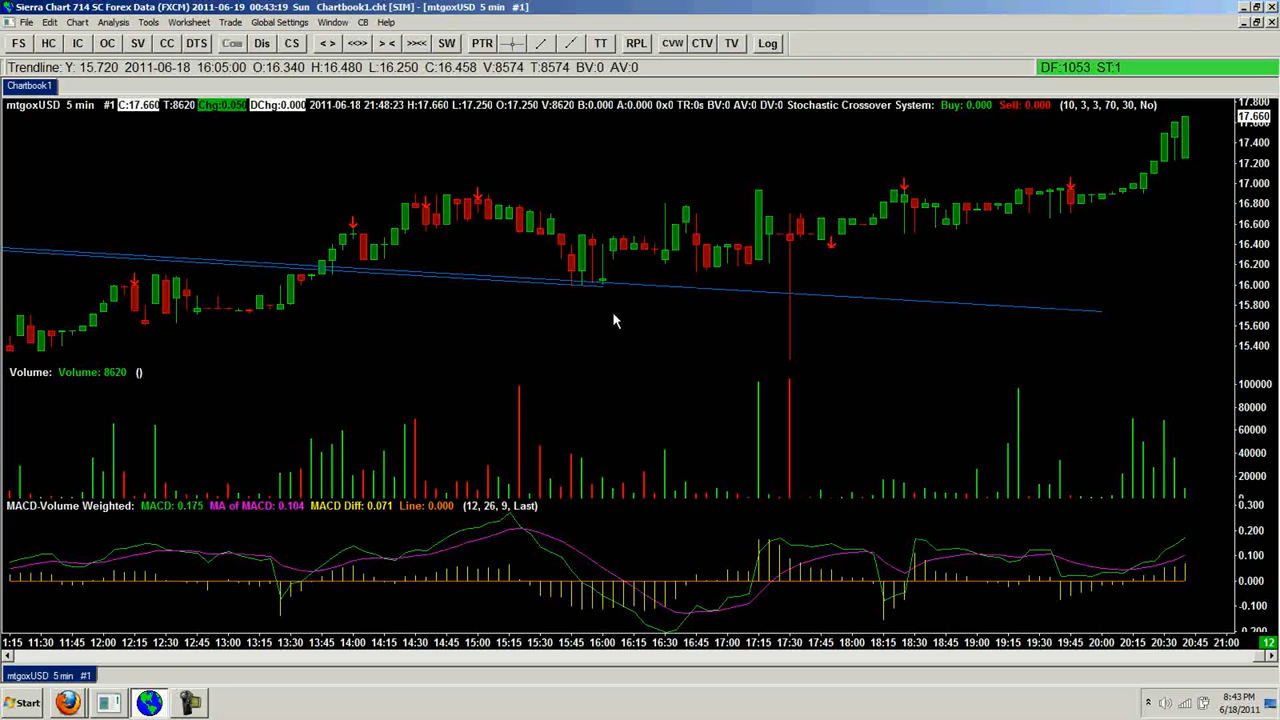 Sierra Chart 714 SC Forex Data (FXCM) 2011-06-19 00:43:19 Sun Chartbook1.cht [SIM] - [mtgoxUSD 5 min #1]
File Edit Chart Analysis Tools Worksheet Trade Global Settings Window CB Help
FS HC IC OC SV CC DTS Dis CS < > <<>> > < >><< SW PTR TT RPL CVW CTV TV Log
Trendline: Y: 15.720 2011-06-18 16:05:00 O:16.340 H:16.480 L:16.250 C:16.458 V:8574 T:8574 BV:0 AV:0 DF:1053 ST:1
Chartbook1
mtgoxUSD 5 min #1 C:17.660 T:8620 Chg:0.050 DChg:0.000 2011-06-18 21:48:23 H:17.660 L:17.250 O:17.250 V:8620 B:0.000 A:0.000 0x0 TR:0s BV:0 AV:0 DV:0 Stochastic Crossover System: Buy: 0.000 Sell: 0.000 (10, 3, 3, 70, 30, No)
17.800
17.660
17.400
17.200
17.000
16.800
16.600
16.400
16.200
16.000
15.800
15.600
15.400
Volume: Volume: 8620 ()
100000
80000
60000
40000
20000
MACD-Volume Weighted: MACD: 0.175 MA of MACD: 0.104 MACD Diff: 0.071 Line: 0.000 (12, 26, 9, Last)
0.300
0.200
0.100
0.000
-0.100
1:15 11:30 11:45 12:00 12:15 12:30 12:45 13:00 13:15 13:30 13:45 14:00 14:15 14:30 14:45 15:00 15:15 15:30 15:45 16:00 16:15 16:30 16:45 17:00 17:15 17:30 17:45 18:00 18:15 18:30 18:45 19:00 19:15 19:30 19:45 20:00 20:15 20:30 20:45 21:00 12
mtgoxUSD 5 min #1
Start
8:43 PM
6/18/2011